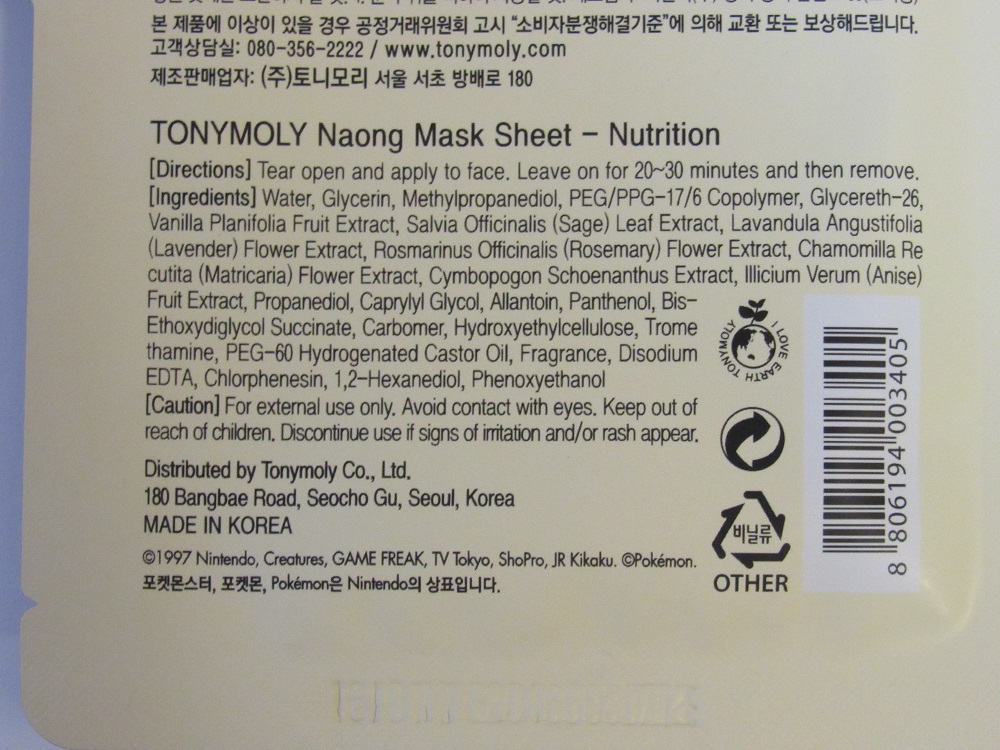 본 제품에 이상이 있을 경우 공정거래위원회 고시 “소비자분쟁해결기준”에 의해 교환 또는 보상해드립니다.
고객상담실: 080-356-2222 / www.tonymoly.com
제조판매업자: (주)토니모리 서울 서초 방배로 180
TONYMOLY Naong Mask Sheet – Nutrition
[Directions] Tear open and apply to face. Leave on for 20~30 minutes and then remove.
[Ingredients] Water, Glycerin, Methylpropanediol, PEG/PPG-17/6 Copolymer, Glycereth-26,
Vanilla Planifolia Fruit Extract, Salvia Officinalis (Sage) Leaf Extract, Lavandula Angustifolia
(Lavender) Flower Extract, Rosmarinus Officinalis (Rosemary) Flower Extract, Chamomilla Re
cutita (Matricaria) Flower Extract, Cymbopogon Schoenanthus Extract, Illicium Verum (Anise)
Fruit Extract, Propanediol, Caprylyl Glycol, Allantoin, Panthenol, Bis-
Ethoxydiglycol Succinate, Carbomer, Hydroxyethylcellulose, Trome
thamine, PEG-60 Hydrogenated Castor Oil, Fragrance, Disodium
EDTA, Chlorphenesin, 1,2-Hexanediol, Phenoxyethanol
[Caution] For external use only. Avoid contact with eyes. Keep out of
reach of children. Discontinue use if signs of irritation and/or rash appear.
Distributed by Tonymoly Co., Ltd.
180 Bangbae Road, Seocho Gu, Seoul, Korea
MADE IN KOREA
©1997 Nintendo, Creatures, GAME FREAK, TV Tokyo, ShoPro, JR Kikaku. ©Pokémon.
포켓몬스터, 포켓몬, Pokémon은 Nintendo의 상표입니다.
TONYMOLY I LOVE EARTH
비닐류
OTHER
8 806194 003405